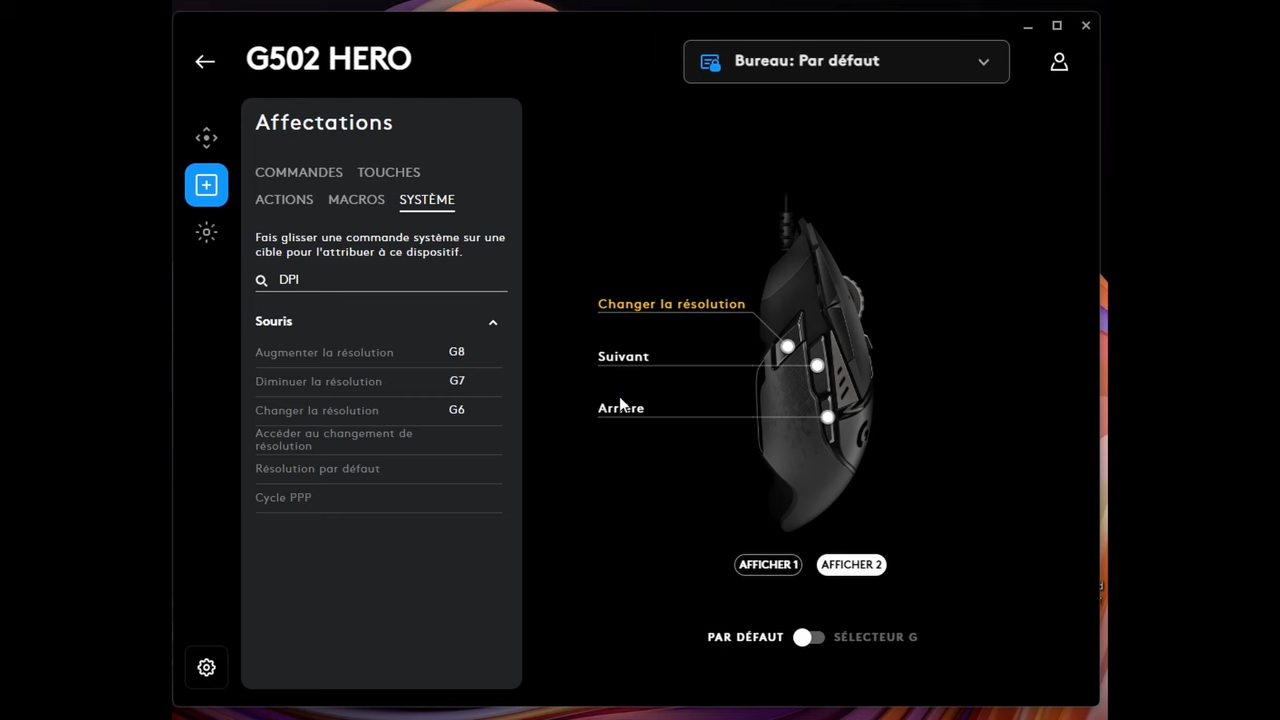 G502 HERO
Bureau: Par défaut
Affectations
COMMANDES TOUCHES
ACTIONS MACROS SYSTÈME
Fais glisser une commande système sur une
cible pour l'attribuer à ce dispositif.
DPI
Souris
Augmenter la résolution G8
Diminuer la résolution G7
Changer la résolution G6
Accéder au changement de
résolution
Résolution par défaut
Cycle PPP
Changer la résolution
Suivant
Arrière
AFFICHER 1 AFFICHER 2
PAR DÉFAUT SÉLECTEUR G